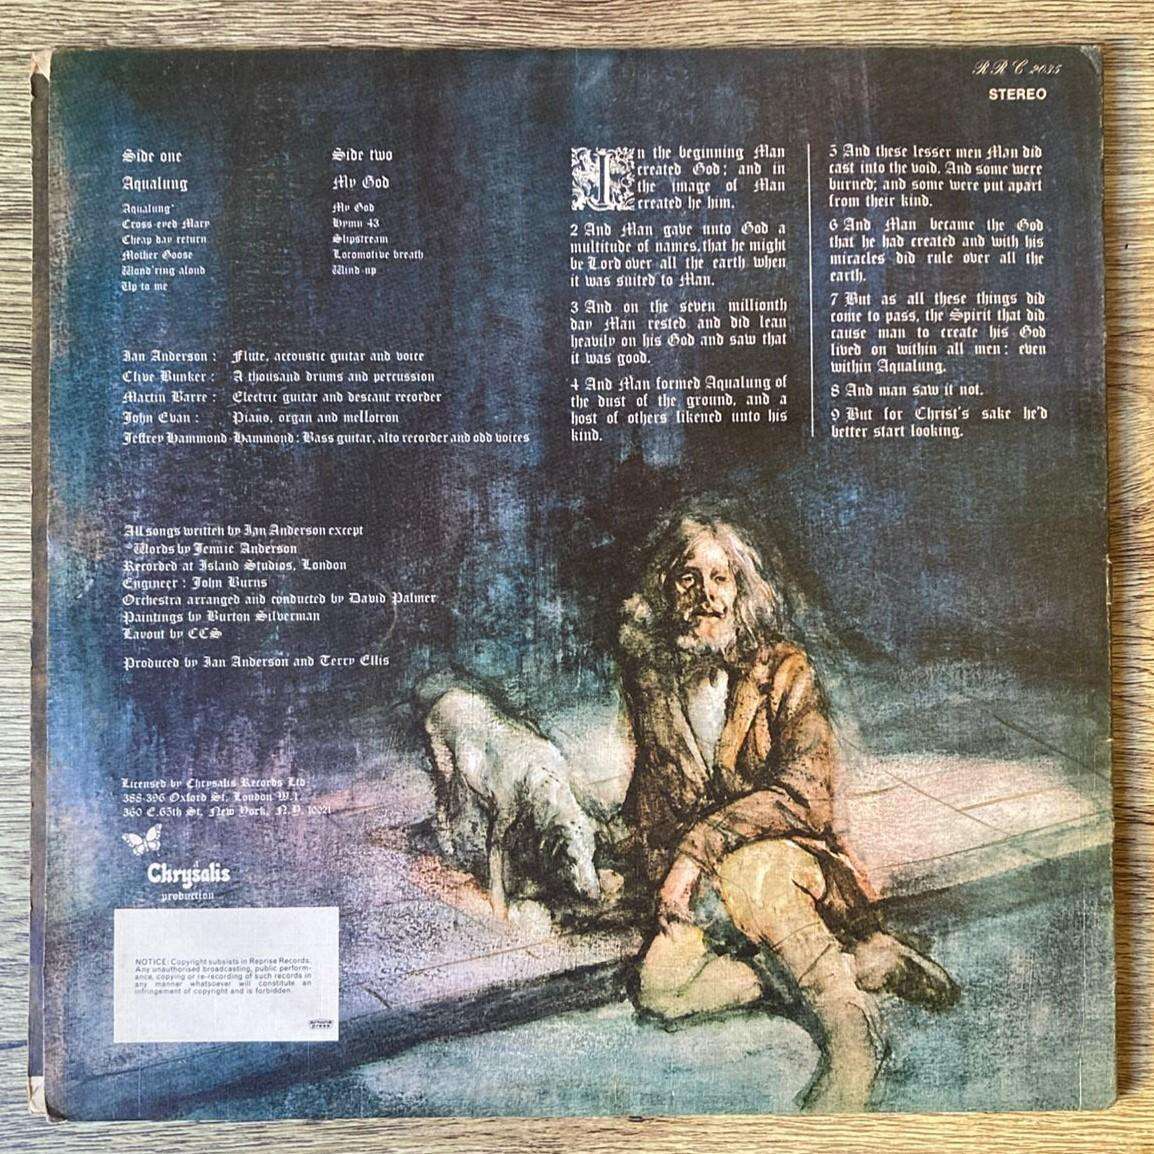 RRC 2035
STEREO
Side one
Aqualung
Aqualung*
Cross-eyed Mary
Cheap day return
Mother Goose
Wond'ring aloud
Up to me
Side two
My God
My God
Hymn 43
Slipstream
Locomotive breath
Wind-up
Ian Anderson : Flute, accoustic guitar and voice
Clive Bunker : A thousand drums and percussion
Martin Barre : Electric guitar and descant recorder
John Evan : Piano, organ and mellotron
Jeffrey Hammond-Hammond : Bass guitar, alto recorder and odd voices
All songs written by Ian Anderson except
*Words by Jennie Anderson
Recorded at Island Studios, London
Engineer : John Burns
Orchestra arranged and conducted by David Palmer
Paintings by Burton Silverman
Layout by CCS
Produced by Ian Anderson and Terry Ellis
Licensed by Chrysalis Records Ltd
388-396 Oxford St, London W.1.
360 E.65th St, New York, N.Y. 10021
Chrysalis
production
NOTICE: Copyright subsists in Reprise Records.
Any unauthorised broadcasting, public perform-
ance, copying or re-recording of such records in
any manner whatsoever will constitute an
infringement of copyright and is forbidden.
In the beginning Man
created God; and in
the image of Man
created he him.
2 And Man gave unto God a
multitude of names, that he might
be Lord over all the earth when
it was suited to Man.
3 And on the seven millionth
day Man rested and did lean
heavily on his God and saw that
it was good.
4 And Man formed Aqualung of
the dust of the ground, and a
host of others likened unto his
kind.
5 And these lesser men Man did
cast into the void. And some were
burned; and some were put apart
from their kind.
6 And Man became the God
that he had created and with his
miracles did rule over all the
earth.
7 But as all these things did
come to pass, the Spirit that did
cause man to create his God
lived on within all men: even
within Aqualung.
8 And man saw it not.
9 But for Christ's sake he'd
better start looking.